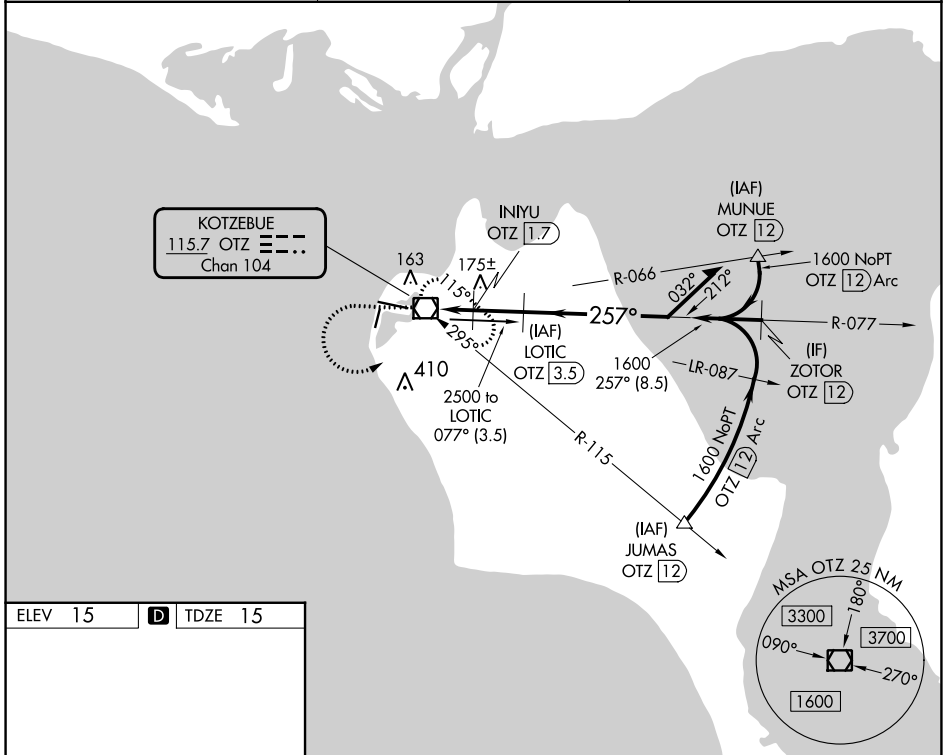 KOTZEBUE
115.7 OTZ
Chan 104
163
175±
INIYU
OTZ 1.7
115°
295°
410
(IAF)
LOTIC
OTZ 3.5
2500 to
LOTIC
077° (3.5)
257°
R-066
032°
212°
(IAF)
MUNUE
OTZ 12
1600 NoPT
OTZ 12 Arc
R-077
(IF)
ZOTOR
OTZ 12
1600
257° (8.5)
LR-087
R-115
1600 NoPT
OTZ 12 Arc
(IAF)
JUMAS
OTZ 12
MSA OTZ 25 NM
180°
3300
3700
090°
270°
1600
ELEV 15 D TDZE 15